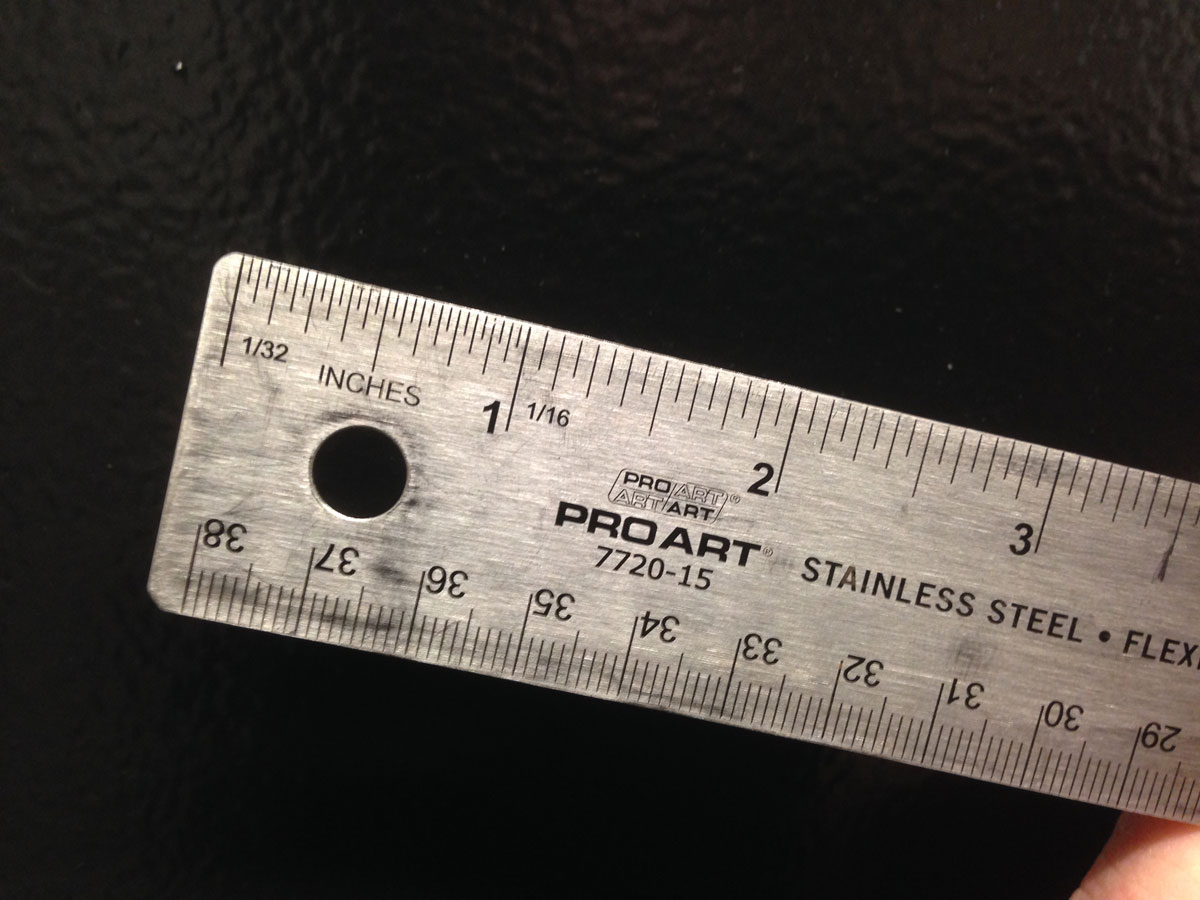 1/32
INCHES
1
1/16
2
3
PRO/ART®
ART/ART
PROART®
7720-15
STAINLESS STEEL • FLEXI
38 37 36 35 34 33 32 31 30 29